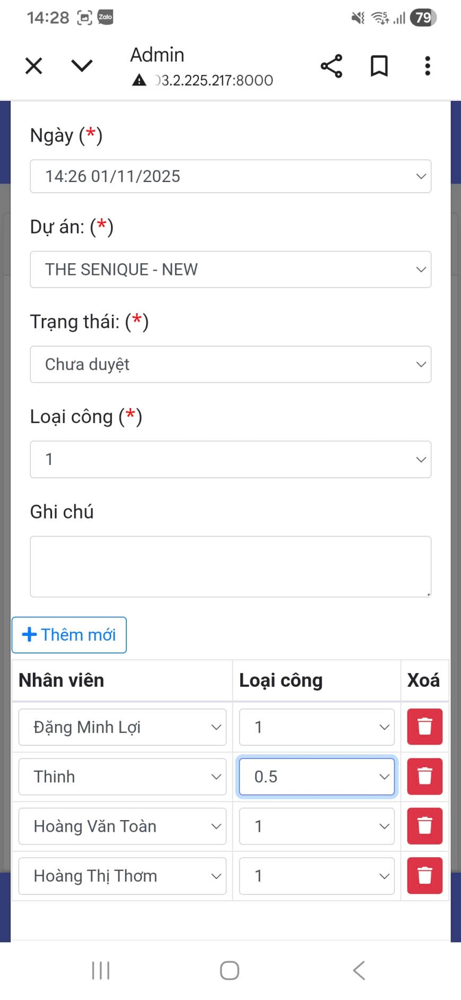 14:28 Zalo 79
Admin
03.2.225.217:8000
Ngày (*)
14:26 01/11/2025
Dự án: (*)
THE SENIQUE - NEW
Trạng thái: (*)
Chưa duyệt
Loại công (*)
1
Ghi chú
Thêm mới
Nhân viên Loại công Xoá
Đặng Minh Lợi 1
Thinh 0.5
Hoàng Văn Toàn 1
Hoàng Thị Thơm 1